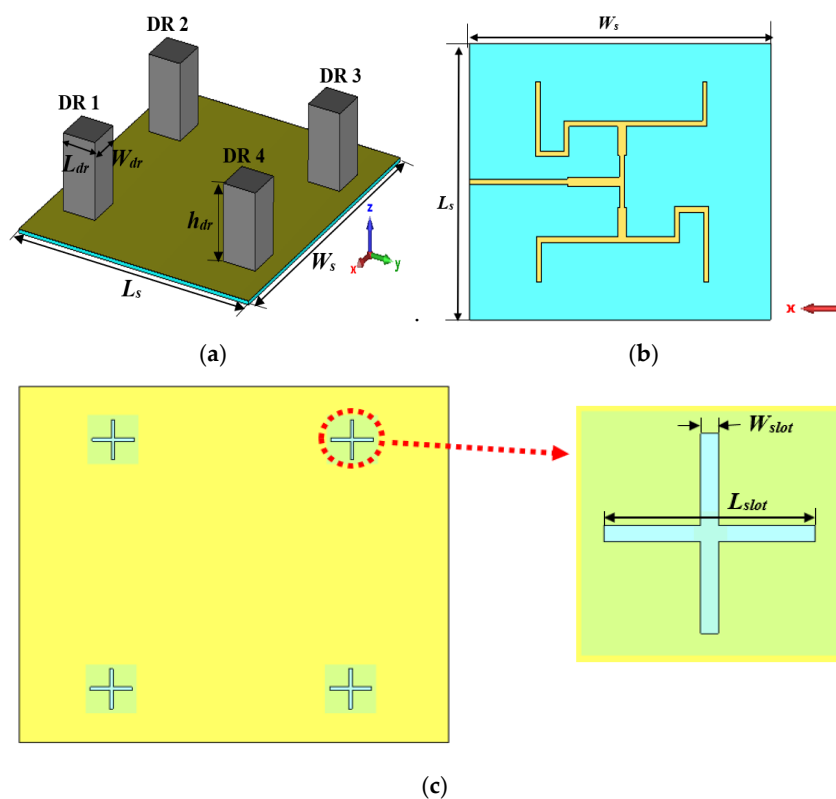 DR 2
DR 3
DR 1
DR 4
Ldr
Wdr
hdr
z
x
y
Ws
Ls
(a)
Ws
Ls
x
(b)
Wslot
Lslot
(c)